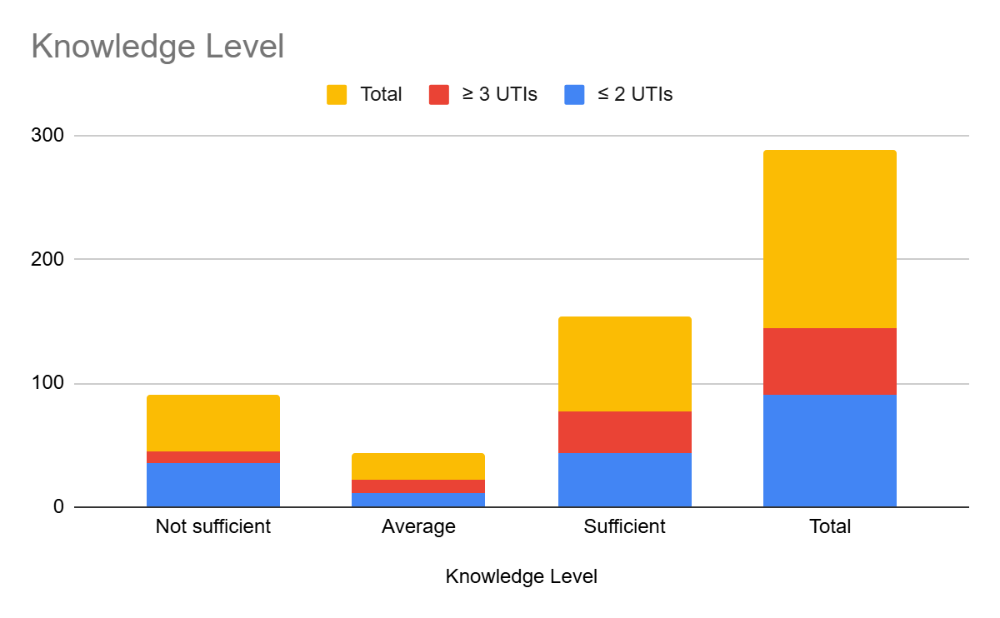 Knowledge Level
Total ≥ 3 UTIs ≤ 2 UTIs
300
200
100
0
Not sufficient Average Sufficient Total
Knowledge Level